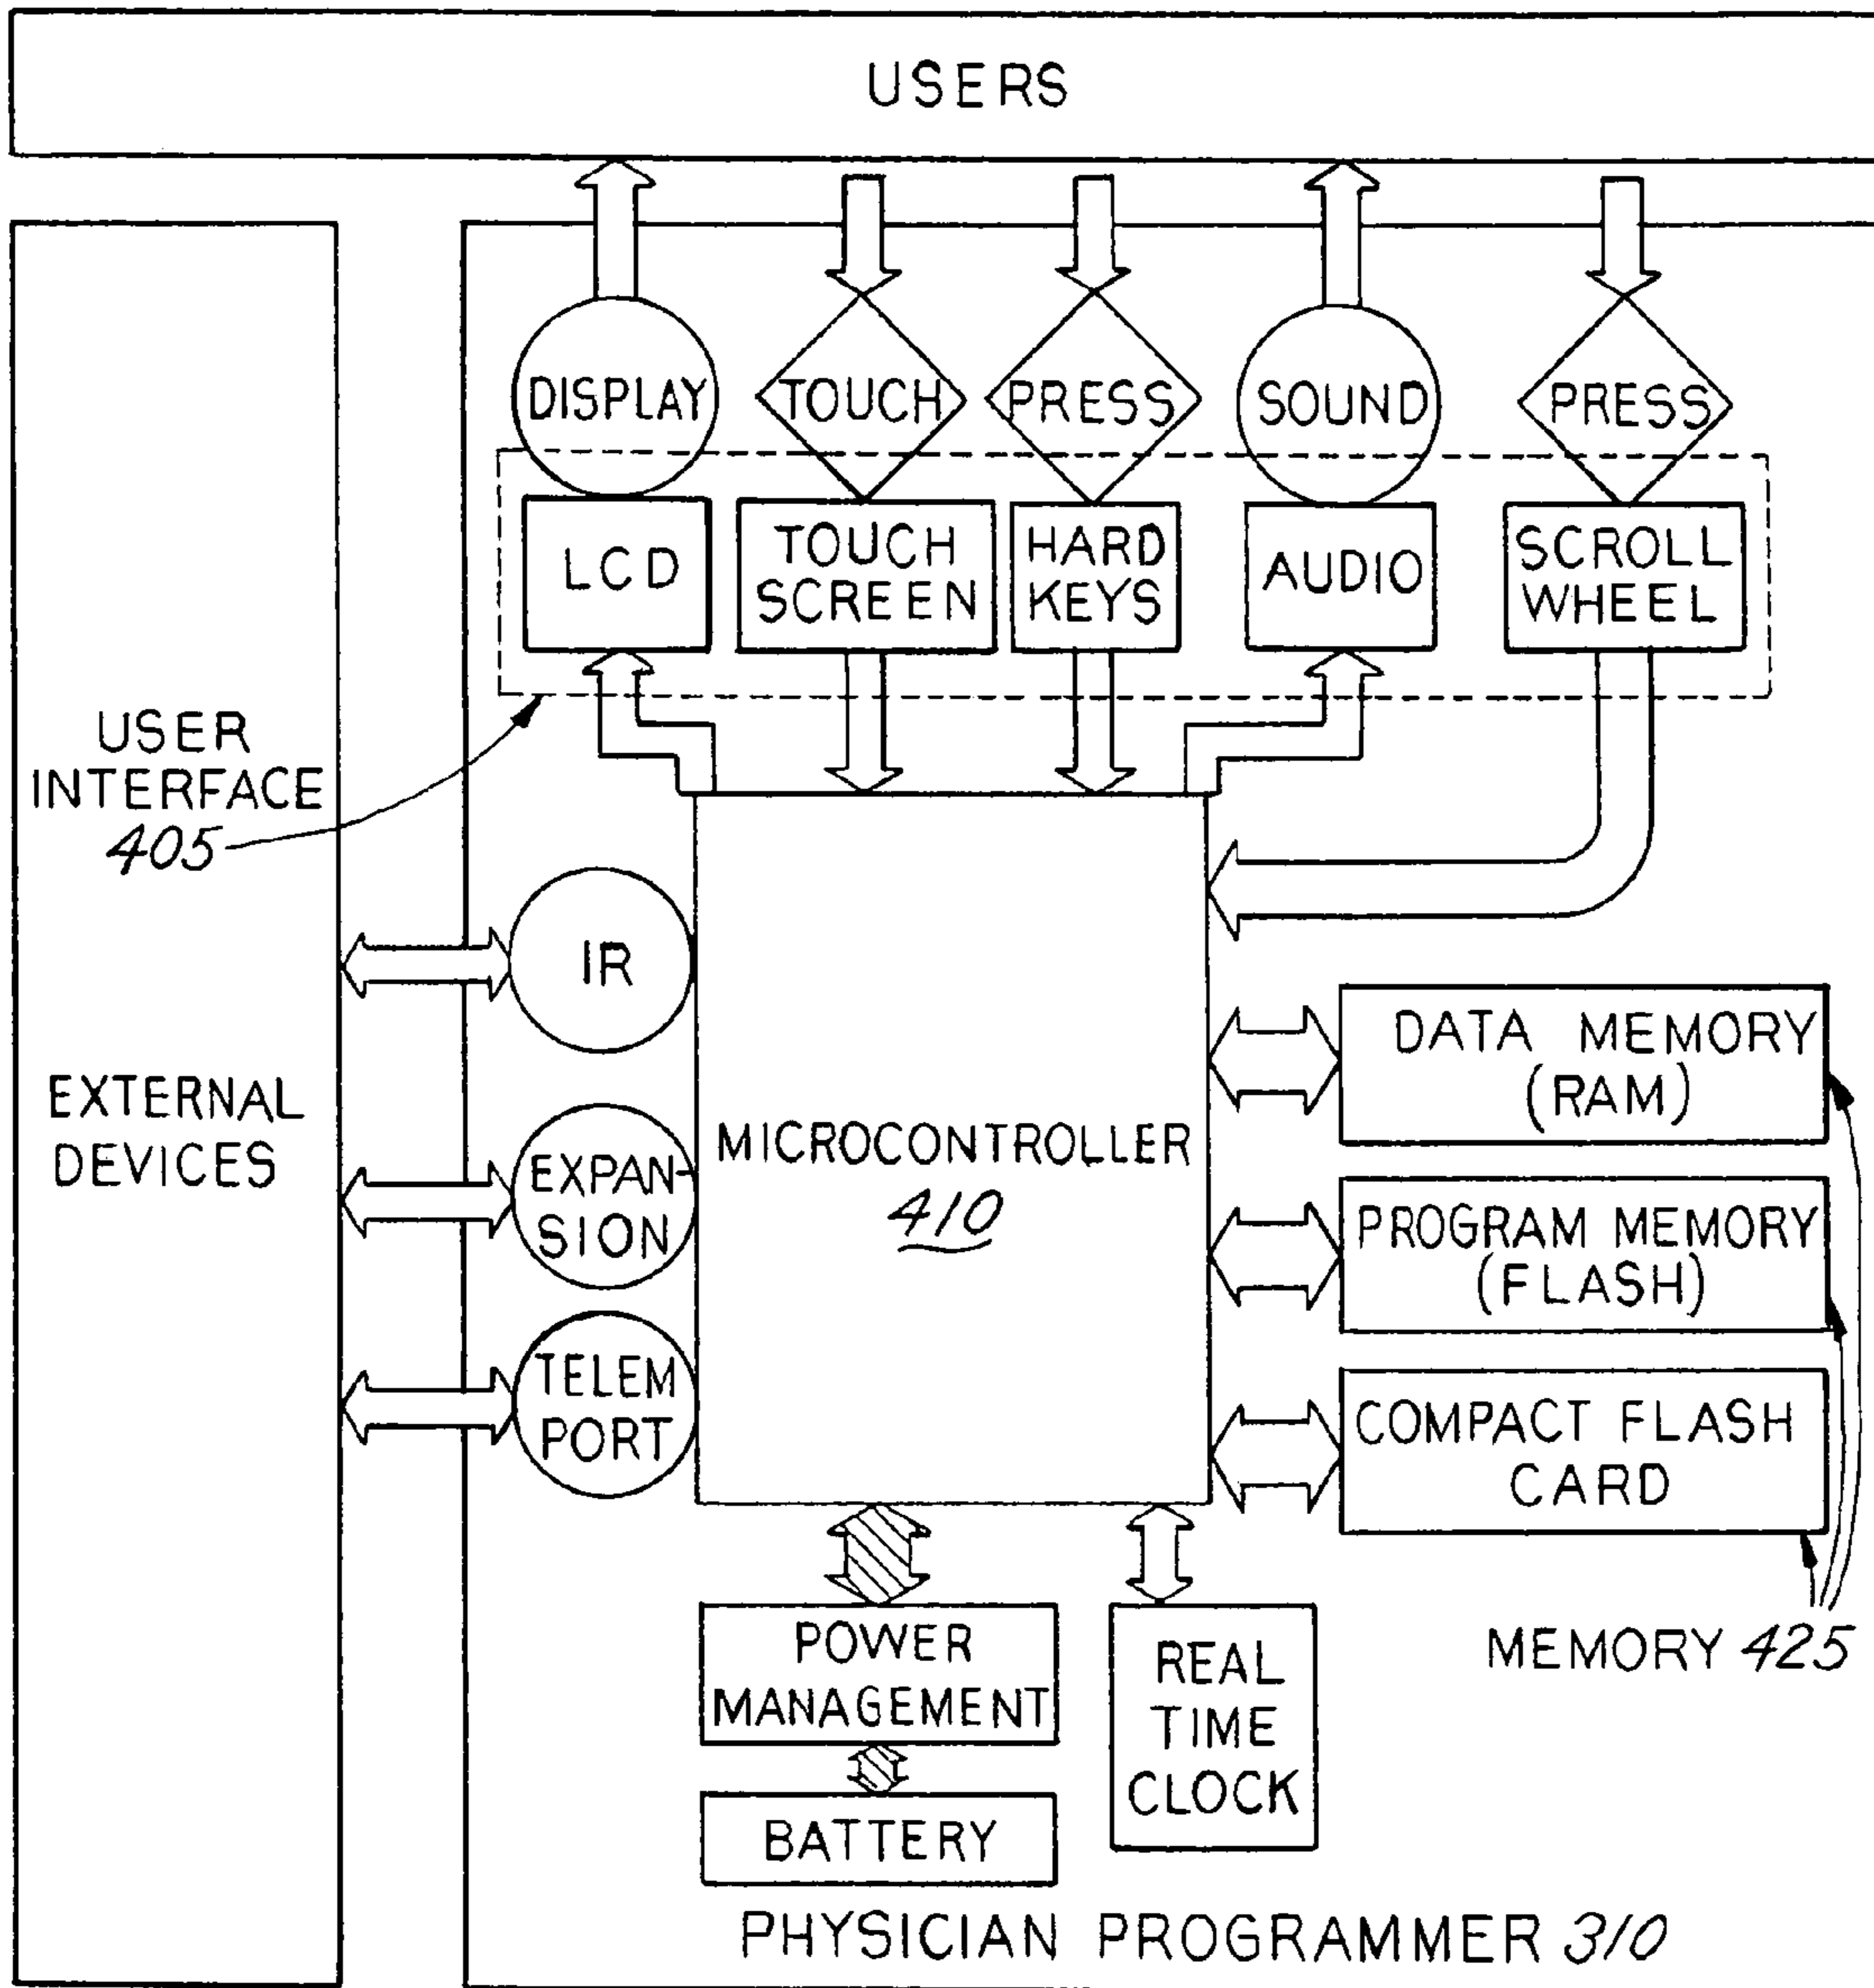 USERS
DISPLAY
TOUCH
PRESS
SOUND
PRESS
LCD
TOUCH
SCREEN
HARD
KEYS
AUDIO
SCROLL
WHEEL
USER
INTERFACE
405
EXTERNAL
DEVICES
IR
EXPAN-
SION
TELEM
PORT
MICROCONTROLLER
410
DATA MEMORY
(RAM)
PROGRAM MEMORY
(FLASH)
COMPACT FLASH
CARD
MEMORY 425
POWER
MANAGEMENT
REAL
TIME
CLOCK
BATTERY
PHYSICIAN PROGRAMMER 310